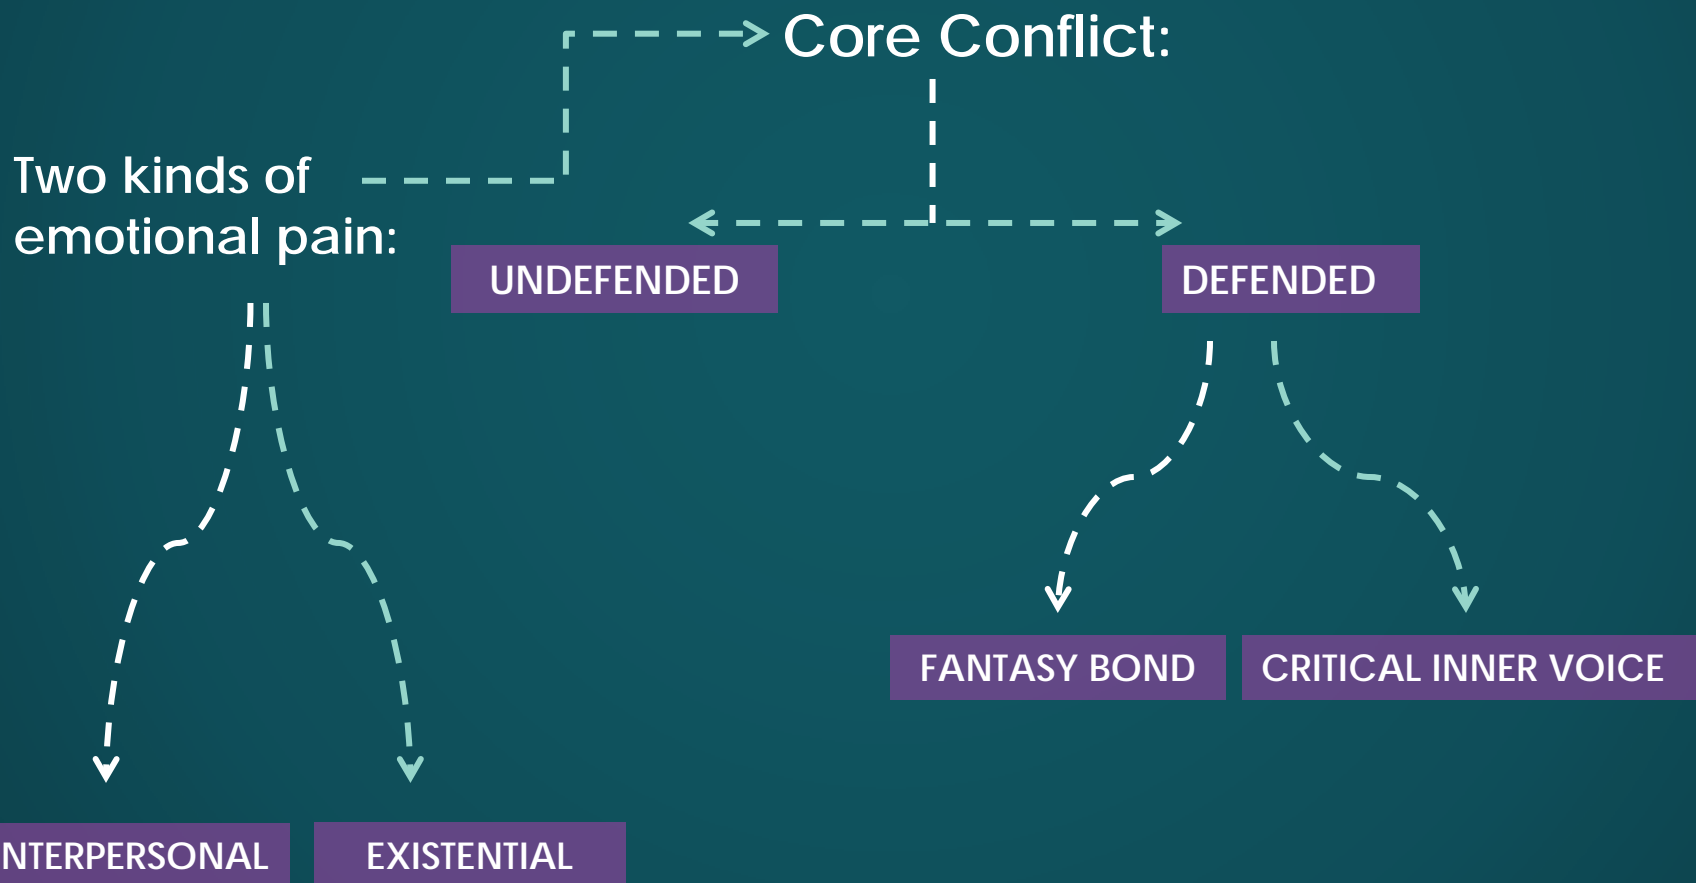 Core Conflict:
Two kinds of
emotional pain:
UNDEFENDED
DEFENDED
FANTASY BOND
CRITICAL INNER VOICE
NTERPERSONAL
EXISTENTIAL